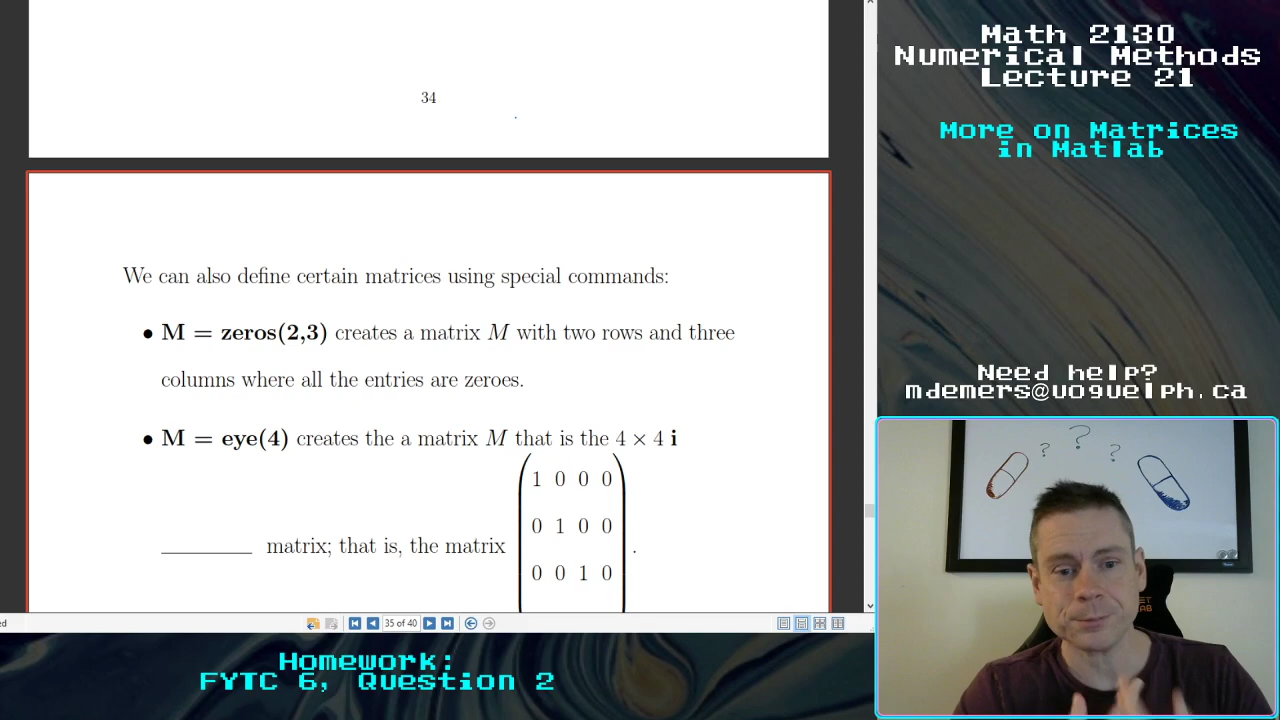 34
We can also define certain matrices using special commands:
• M = zeros(2,3) creates a matrix M with two rows and three
columns where all the entries are zeroes.
• M = eye(4) creates the a matrix M that is the 4 × 4 i
1 0 0 0
0 1 0 0
________ matrix; that is, the matrix .
0 0 1 0
35 of 40
Math 2130
Numerical Methods
Lecture 21
More on Matrices
in Matlab
Need help?
mdemers@uoguelph.ca
? ? ?
Homework:
FYTC 6, Question 2